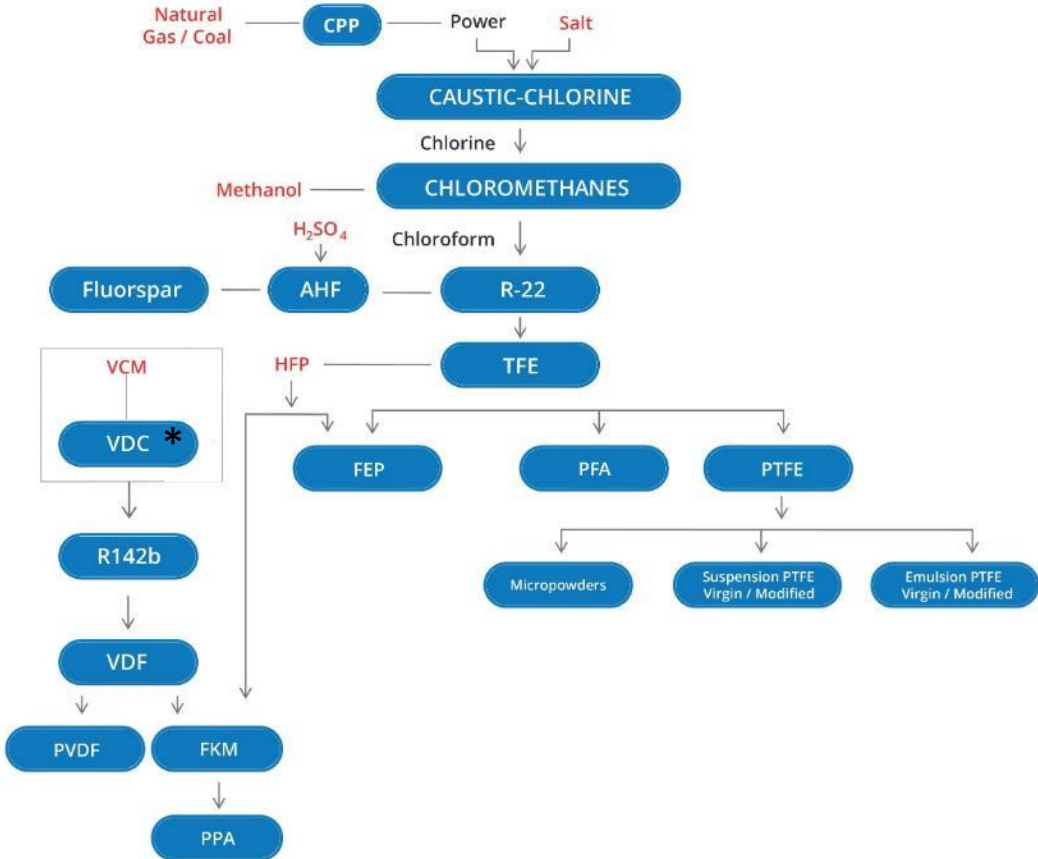 Natural
Gas / Coal
CPP
Power
Salt
CAUSTIC-CHLORINE
Chlorine
Methanol
CHLOROMETHANES
H₂SO₄
Chloroform
Fluorspar
AHF
R-22
VCM
HFP
TFE
VDC *
FEP
PFA
PTFE
R142b
Micropowders
Suspension PTFE
Virgin / Modified
Emulsion PTFE
Virgin / Modified
VDF
PVDF
FKM
PPA